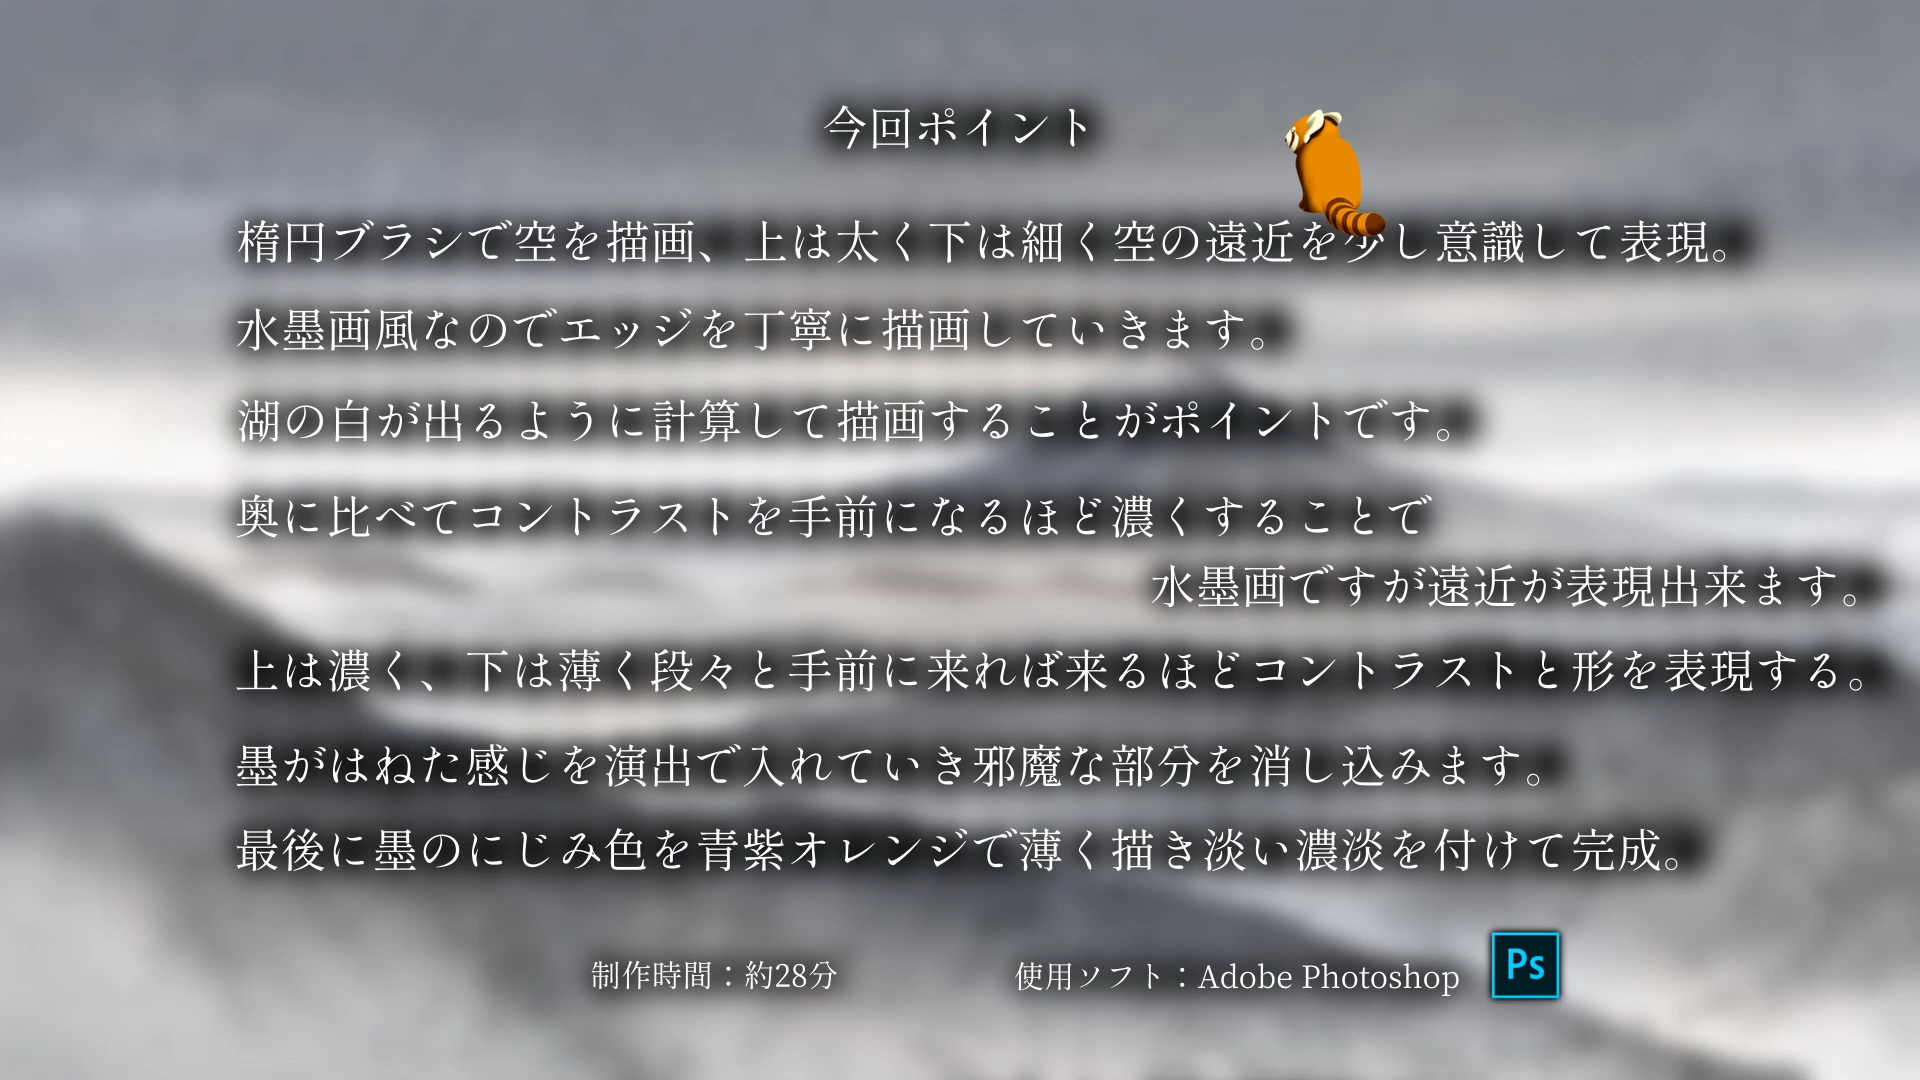 今回ポイント
楕円ブラシで空を描画、上は太く下は細く空の遠近を少し意識して表現。
水墨画風なのでエッジを丁寧に描画していきます。
湖の白が出るように計算して描画することがポイントです。
奥に比べてコントラストを手前になるほど濃くすることで
水墨画ですが遠近が表現出来ます。
上は濃く、下は薄く段々と手前に来れば来るほどコントラストと形を表現する。
墨がはねた感じを演出で入れていき邪魔な部分を消し込みます。
最後に墨のにじみ色を青紫オレンジで薄く描き淡い濃淡を付けて完成。
制作時間：約28分
使用ソフト：Adobe Photoshop
Ps